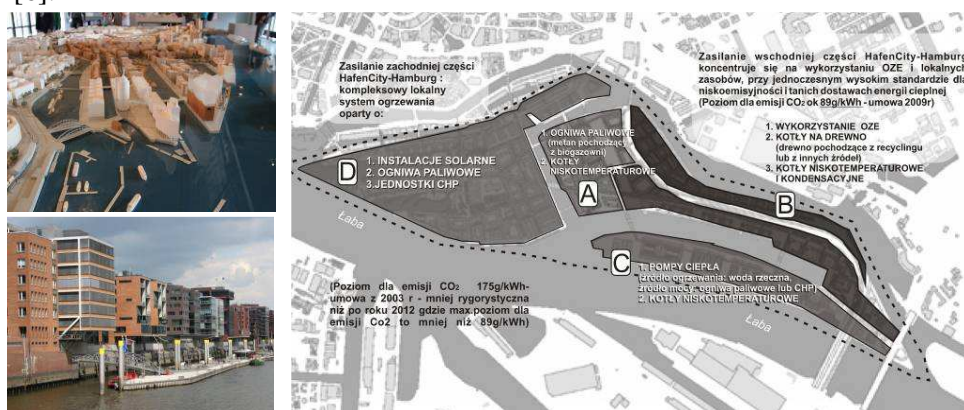 Zasilanie zachodniej części
HafenCity-Hamburg :
kompleksowy lokalny
system ogrzewania
oparty o:
Zasilanie wschodniej części HafenCity-Hamburg
koncentruje się na wykorzystaniu OZE i lokalnych
zasobów, przy jednoczesnym wysokim standardzie dla
niskoemisyjności i tanich dostawach energii cieplnej
(Poziom dla emisji CO₂ ok 89g/kWh - umowa 2009r)
1. WYKORZYSTANIE OZE
2. KOTŁY NA DREWNO
(drewno pochodzące z recyclingu
lub z innych źródeł)
3. KOTŁY NISKOTEMPERATUROWE
I KONDENSACYJNE
1. OGNIWA PALIWOWE
(metan pochodzący
z biogazowni)
2. KOTŁY
NISKOTEMPERATUROWE
A
D
1. INSTALACJE SOLARNE
2. OGNIWA PALIWOWE
3.JEDNOSTKI CHP
B
Łaba
C
1. POMPY CIEPŁA
(źródło ogrzewania: woda rzeczna,
źródło mocy: ogniwa paliwowe lub CHP)
2. KOTŁY NISKOTEMPERATUROWE
(Poziom dla emisji CO₂ 175g/kWh-
umowa z 2003 r - mniej rygorystyczna
niż po roku 2012 gdzie max.poziom dla
emisji Co2 to mniej niż 89g/kWh)
Łaba
Łaba